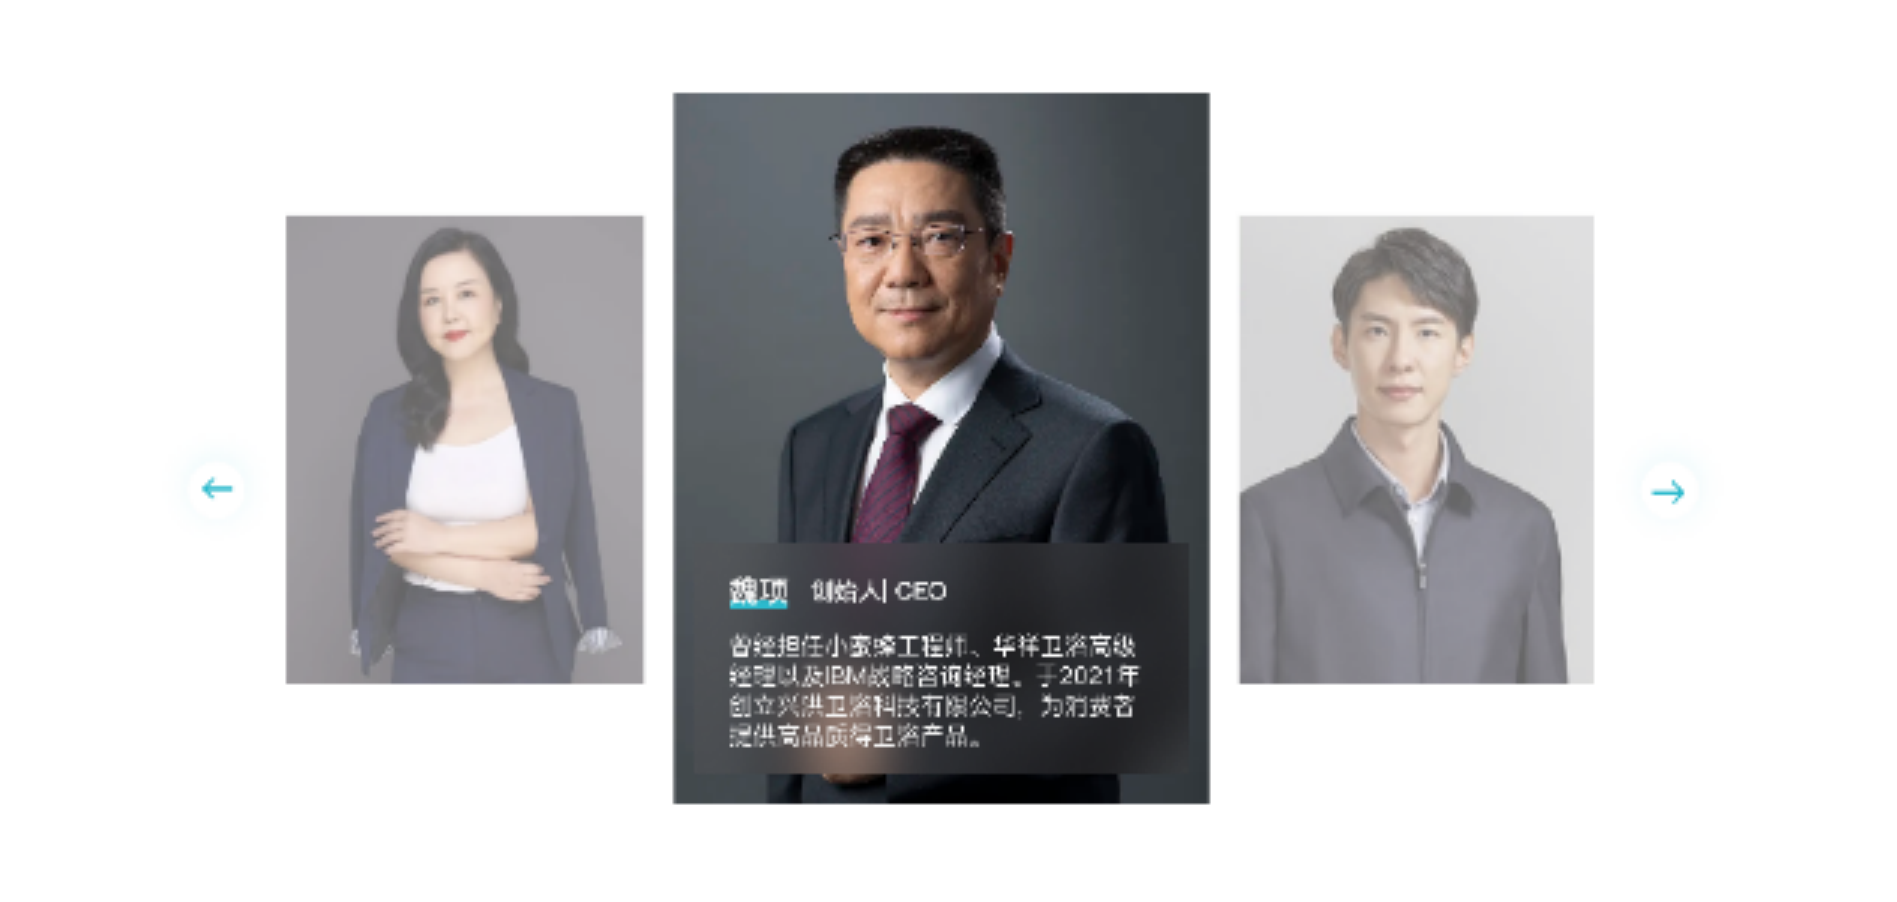 魏项 创始人| CEO
曾经担任小蜜蜂工程师、华祥卫浴高级
经理以及IBM战略咨询经理。于2021年
创立兴洪卫浴科技有限公司，为消费者
提供高品质得卫浴产品。